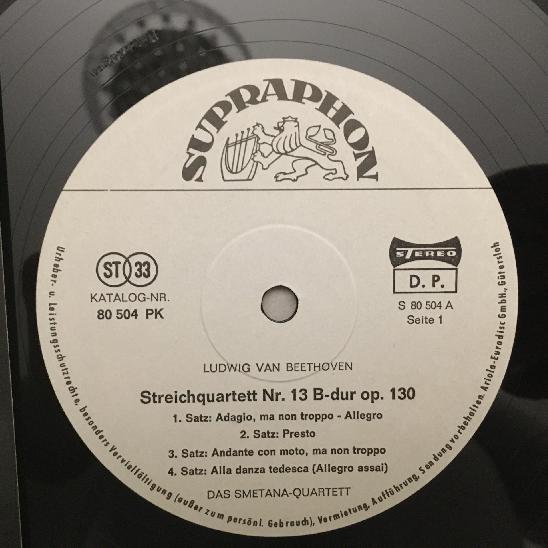 SUPRAPHON
ST 33
KATALOG-NR.
80 504 PK
STEREO
D. P.
S 80 504 A
Seite 1
LUDWIG VAN BEETHOVEN
Streichquartett Nr. 13 B-dur op. 130
1. Satz: Adagio, ma non troppo - Allegro
2. Satz: Presto
3. Satz: Andante con moto, ma non troppo
4. Satz: Alla danza tedesca (Allegro assai)
DAS SMETANA-QUARTETT
Urheber- u. Leistungsschutzrechte, besonders Vervielfältigung (außer zum persönl. Gebrauch), Vermietung, Aufführung, Sendung vorbehalten. Ariola-Eurodisc GmbH., Gütersloh